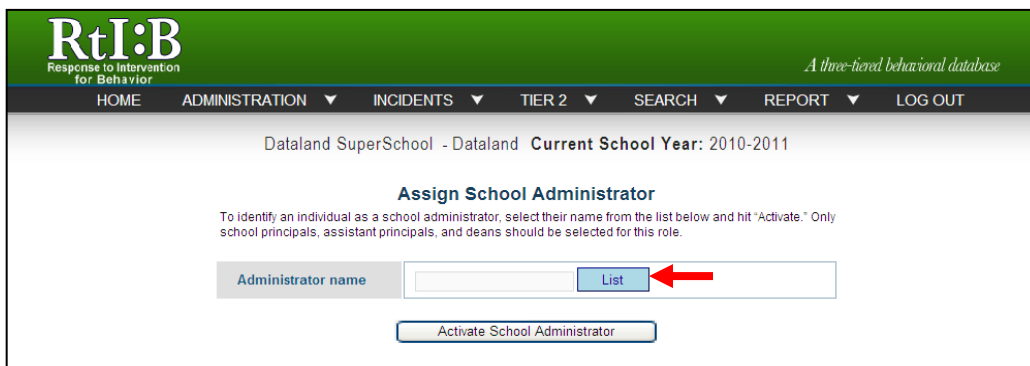 RtI:B
Response to Intervention
for Behavior
A three-tiered behavioral database
HOME ADMINISTRATION INCIDENTS TIER 2 SEARCH REPORT LOG OUT
Dataland SuperSchool - Dataland Current School Year: 2010-2011
Assign School Administrator
To identify an individual as a school administrator, select their name from the list below and hit "Activate." Only
school principals, assistant principals, and deans should be selected for this role.
Administrator name List
Activate School Administrator